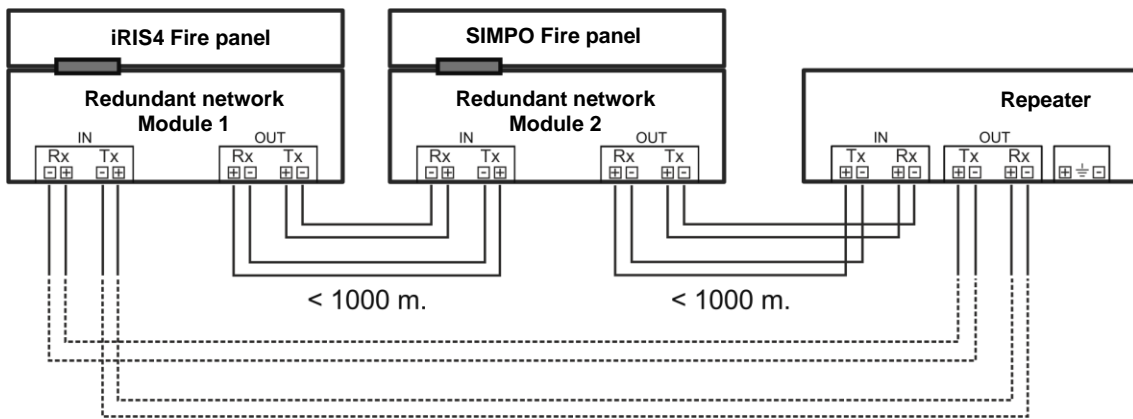 iRIS4 Fire panel
SIMPO Fire panel
Redundant network
Module 1
Redundant network
Module 2
Repeater
IN
OUT
IN
OUT
IN
OUT
Rx Tx
Rx Tx
Rx Tx
Rx Tx
Tx Rx
Tx Rx
- + - +
+ - + -
- + - +
+ - + -
+ - + -
+ - + -
+ ⏚ -
< 1000 m.
< 1000 m.